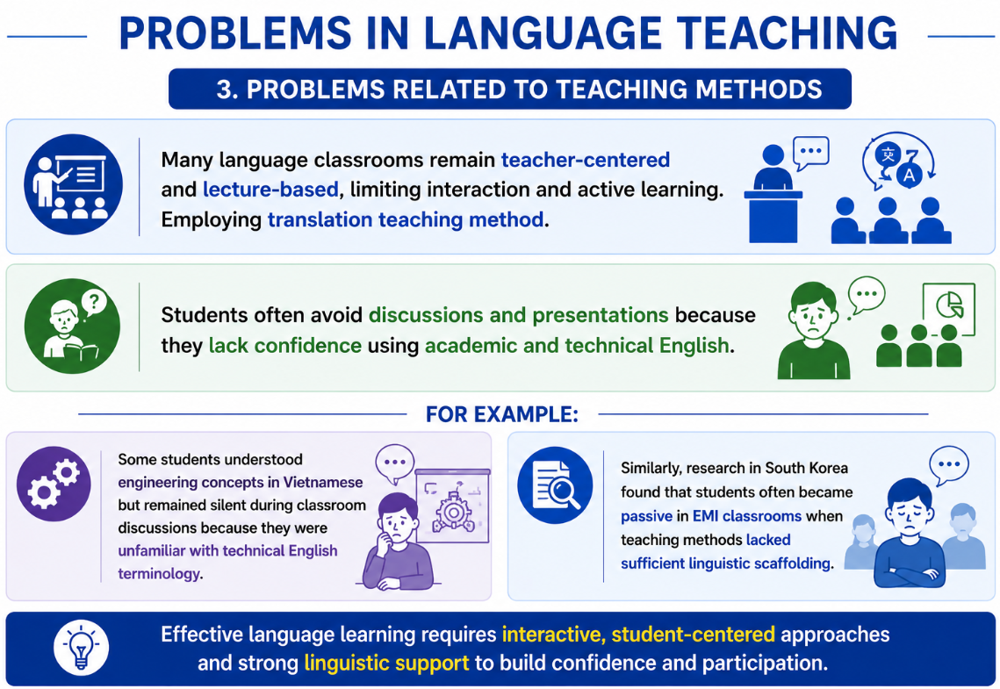 PROBLEMS IN LANGUAGE TEACHING
3. PROBLEMS RELATED TO TEACHING METHODS
Many language classrooms remain teacher-centered
and lecture-based, limiting interaction and active learning.
Employing translation teaching method.
文
A
?
Students often avoid discussions and presentations because
they lack confidence using academic and technical English.
FOR EXAMPLE:
Some students understood
engineering concepts in Vietnamese
but remained silent during classroom
discussions because they were
unfamiliar with technical English
terminology.
Similarly, research in South Korea
found that students often became
passive in EMI classrooms when
teaching methods lacked
sufficient linguistic scaffolding.
Effective language learning requires interactive, student-centered approaches
and strong linguistic support to build confidence and participation.